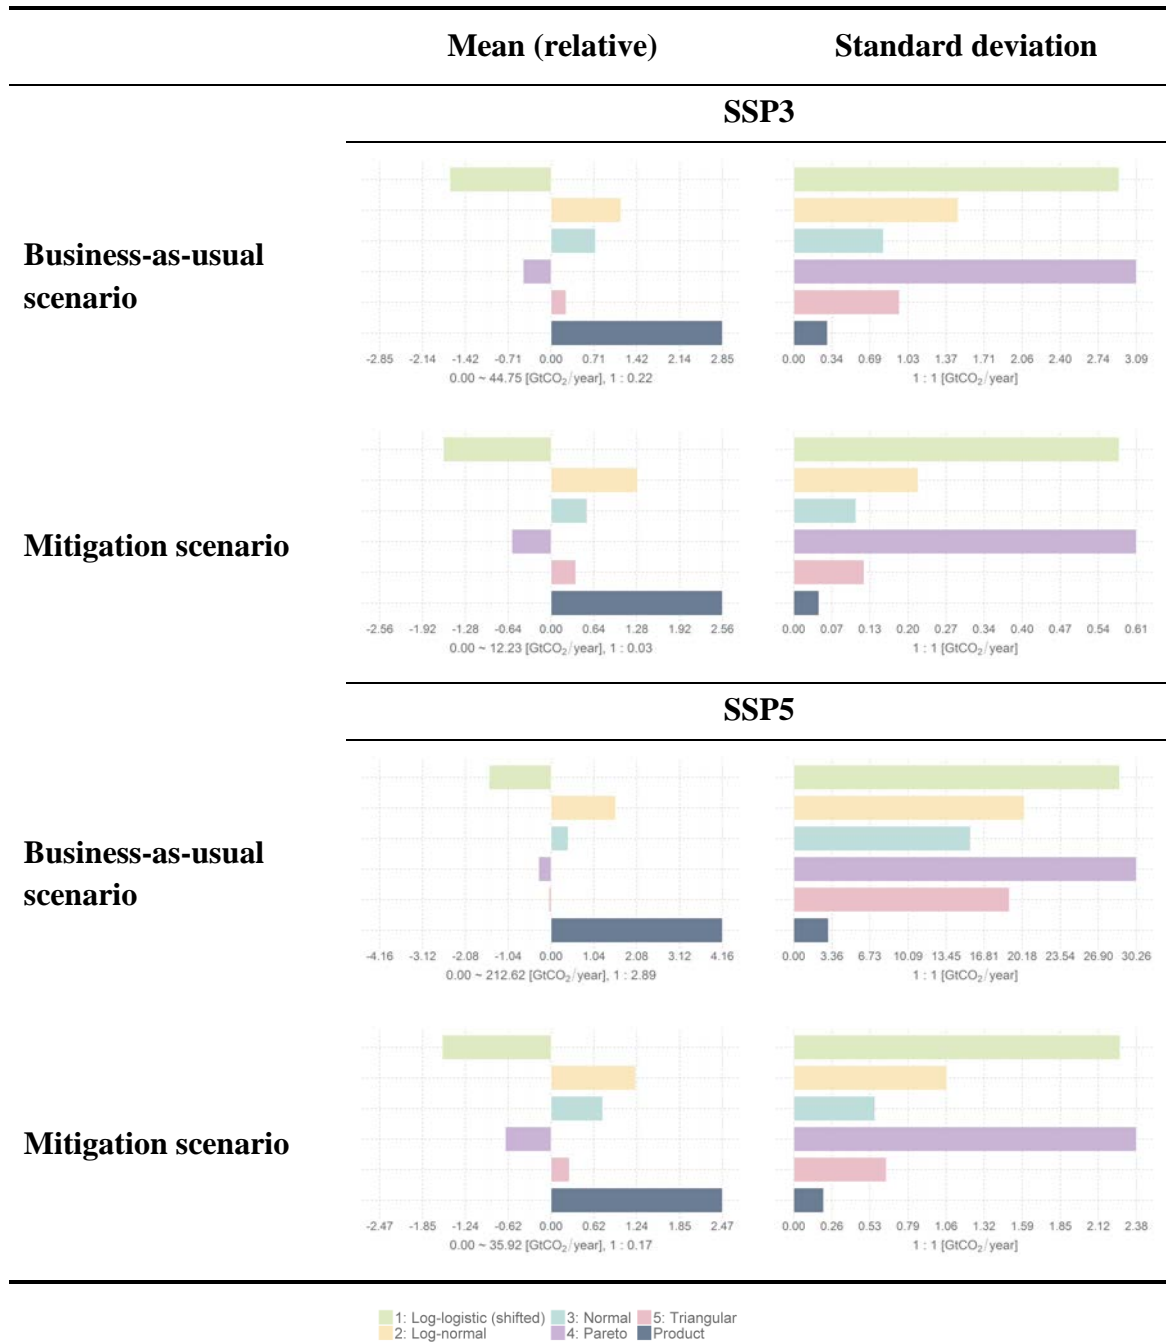 Mean (relative) Standard deviation
SSP3
Business-as-usual
scenario
-2.85 -2.14 -1.42 -0.71 0.00 0.71 1.42 2.14 2.85
0.00 ~ 44.75 [GtCO₂/year], 1 : 0.22
0.00 0.34 0.69 1.03 1.37 1.71 2.06 2.40 2.74 3.09
1 : 1 [GtCO₂/year]
Mitigation scenario
-2.56 -1.92 -1.28 -0.64 0.00 0.64 1.28 1.92 2.56
0.00 ~ 12.23 [GtCO₂/year], 1 : 0.03
0.00 0.07 0.13 0.20 0.27 0.34 0.40 0.47 0.54 0.61
1 : 1 [GtCO₂/year]
SSP5
Business-as-usual
scenario
-4.16 -3.12 -2.08 -1.04 0.00 1.04 2.08 3.12 4.16
0.00 ~ 212.62 [GtCO₂/year], 1 : 2.89
0.00 3.36 6.73 10.09 13.45 16.81 20.18 23.54 26.90 30.26
1 : 1 [GtCO₂/year]
Mitigation scenario
-2.47 -1.85 -1.24 -0.62 0.00 0.62 1.24 1.85 2.47
0.00 ~ 35.92 [GtCO₂/year], 1 : 0.17
0.00 0.26 0.53 0.79 1.06 1.32 1.59 1.85 2.12 2.38
1 : 1 [GtCO₂/year]
1: Log-logistic (shifted) 3: Normal 5: Triangular
2: Log-normal 4: Pareto Product